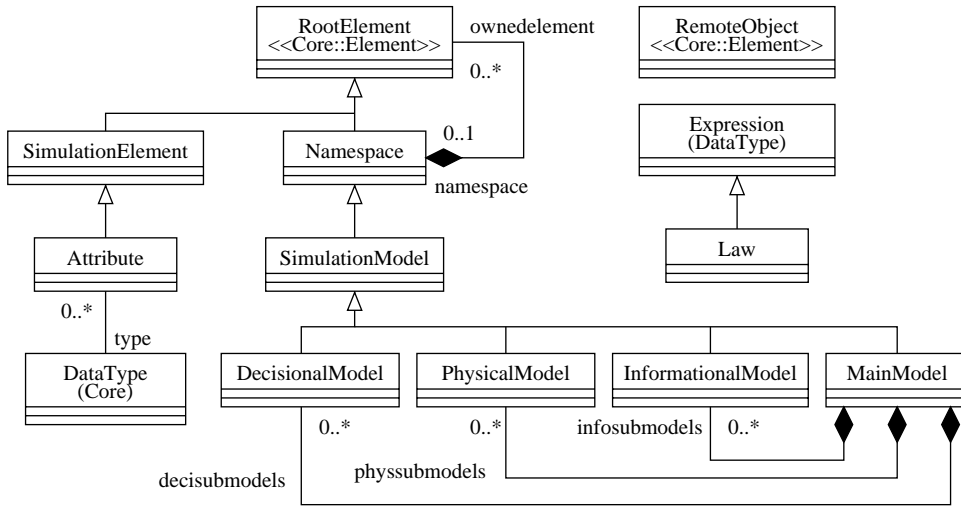 RootElement
<<Core::Element>>
ownedelement
0..*
RemoteObject
<<Core::Element>>
SimulationElement
Namespace
0..1
namespace
Expression
(DataType)
Attribute
0..*
type
SimulationModel
Law
DataType
(Core)
DecisionalModel
PhysicalModel
InformationalModel
MainModel
0..*
0..*
infosubmodels
0..*
decisubmodels
physsubmodels